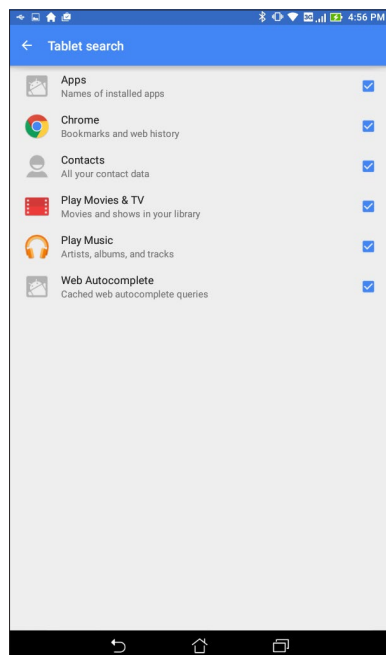 4:56 PM
Tablet search
Apps
Names of installed apps
Chrome
Bookmarks and web history
Contacts
All your contact data
Play Movies & TV
Movies and shows in your library
Play Music
Artists, albums, and tracks
Web Autocomplete
Cached web autocomplete queries